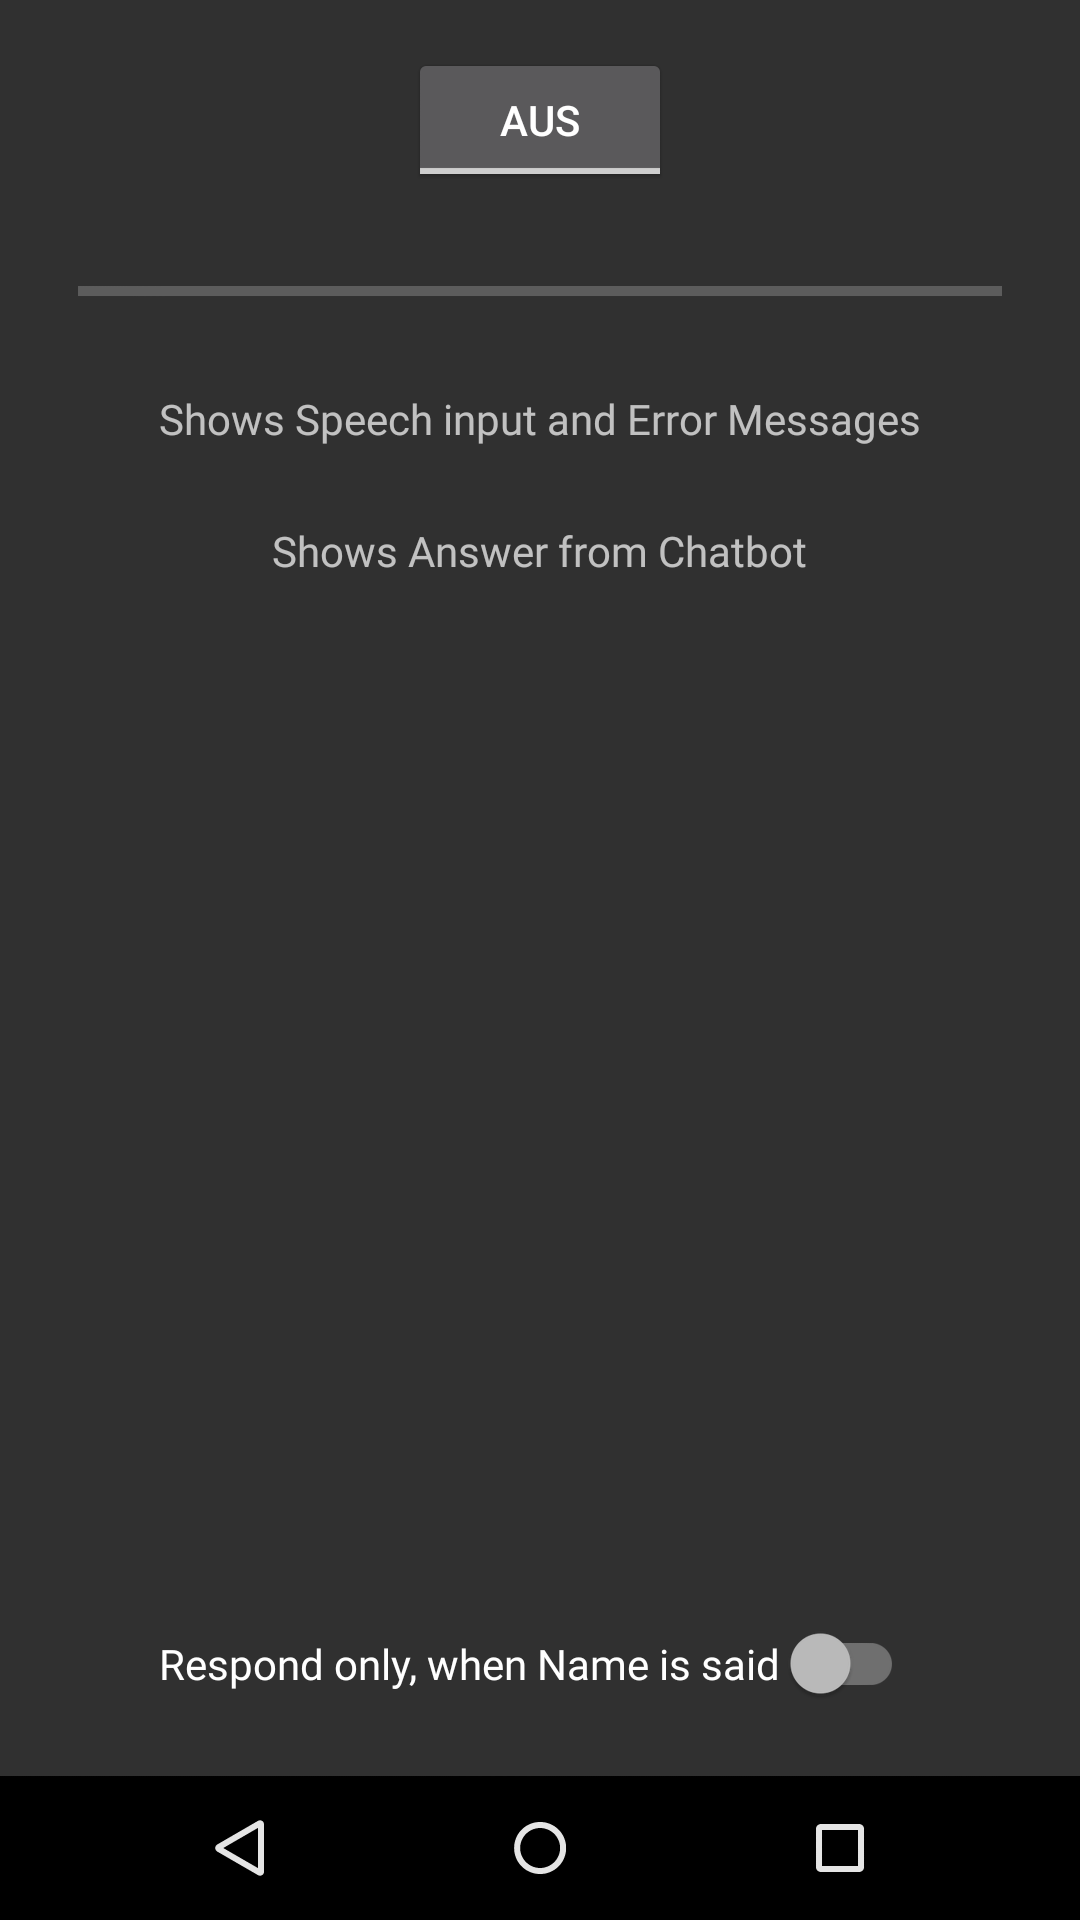 AUS
Shows Speech input and Error Messages
Shows Answer from Chatbot
Respond only, when Name is said